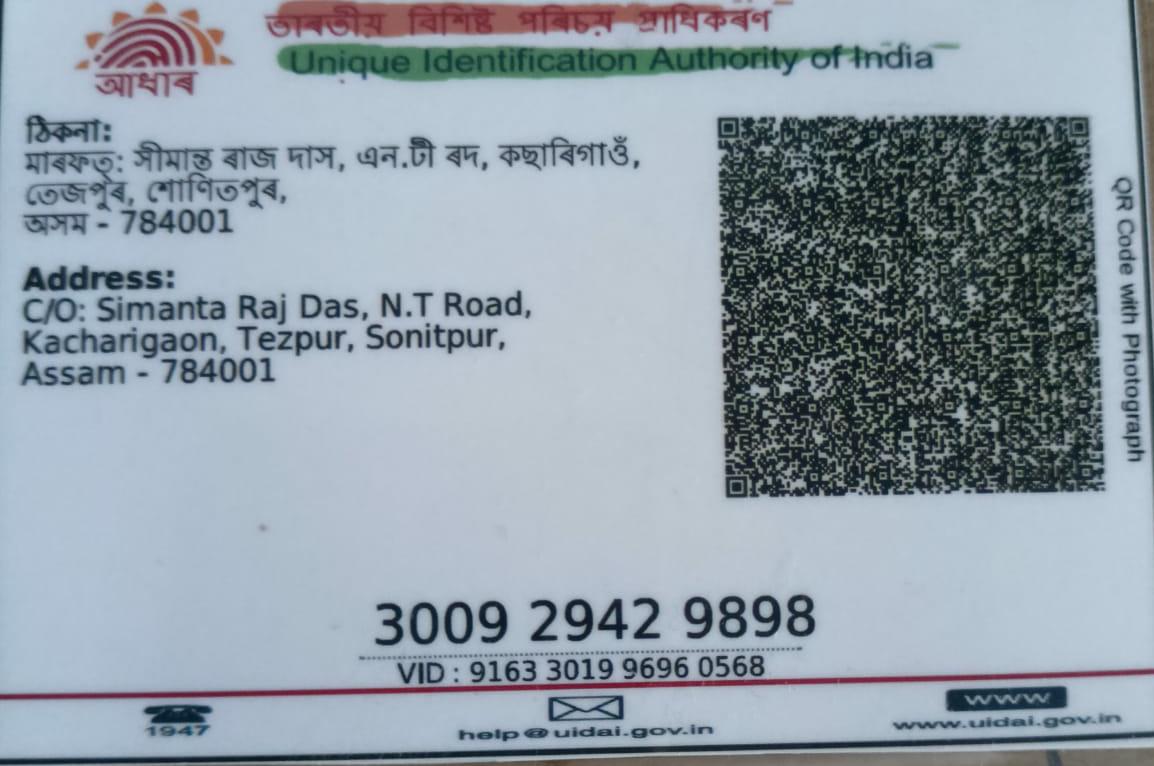 ভাৰতীয় বিশিষ্ট পৰিচয় প্ৰাধিকৰণ
Unique Identification Authority of India
আধাৰ
ঠিকনা:
মাৰফত: সীমান্ত ৰাজ দাস, এন.টী ৰদ, কছাৰিগাওঁ,
তেজপুৰ, শোণিতপুৰ,
অসম - 784001
Address:
C/O: Simanta Raj Das, N.T Road,
Kacharigaon, Tezpur, Sonitpur,
Assam - 784001
QR Code with Photograph
3009 2942 9898
VID : 9163 3019 9696 0568
1947
help@uidai.gov.in
www
www.uidai.gov.in